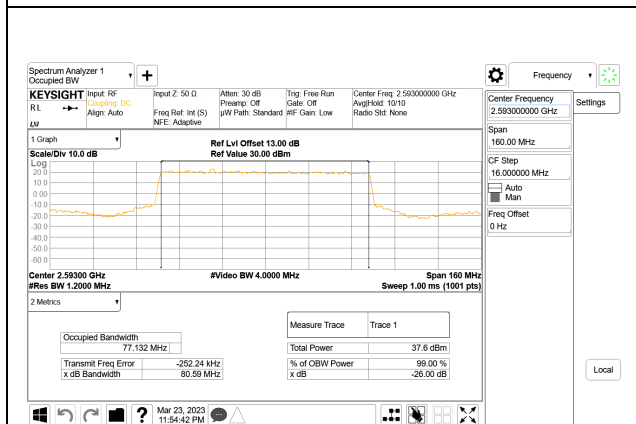 Spectrum Analyzer 1
Occupied BW
Frequency
KEYSIGHT
Input: RF
Coupling: DC
Align: Auto
Input Z: 50 Ω
Freq Ref: Int (S)
NFE: Adaptive
Atten: 30 dB
Preamp: Off
µW Path: Standard
Trig: Free Run
Gate: Off
#IF Gain: Low
Center Freq: 2.593000000 GHz
Avg|Hold: 10/10
Radio Std: None
RL
LXI
Center Frequency
2.593000000 GHz
Settings
Span
160.00 MHz
CF Step
16.000000 MHz
Auto
Man
Freq Offset
0 Hz
Local
1 Graph
Scale/Div 10.0 dB
Ref Lvl Offset 13.00 dB
Ref Value 30.00 dBm
Log
20.0
10.0
0.00
-10.0
-20.0
-30.0
-40.0
-50.0
-60.0
Center 2.59300 GHz
#Res BW 1.2000 MHz
#Video BW 4.0000 MHz
Span 160 MHz
Sweep 1.00 ms (1001 pts)
2 Metrics
Measure Trace Trace 1
Occupied Bandwidth
77.132 MHz
Total Power 37.6 dBm
Transmit Freq Error -252.24 kHz
% of OBW Power 99.00 %
x dB Bandwidth 80.59 MHz
x dB -26.00 dB
Mar 23, 2023
11:54:42 PM